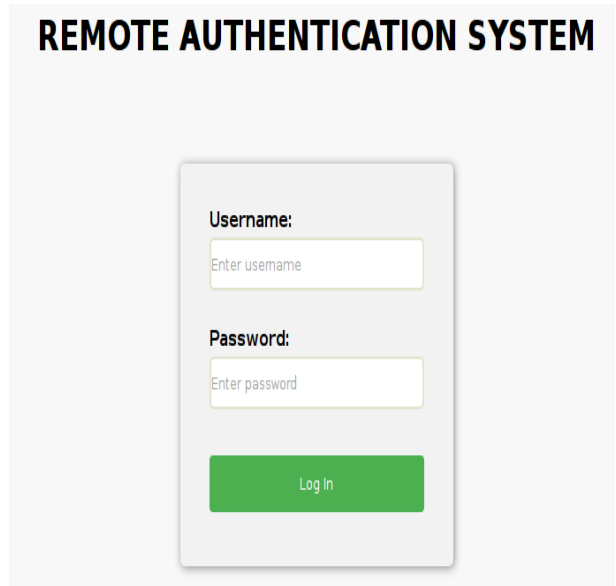 REMOTE AUTHENTICATION SYSTEM
Username:
Enter username
Password:
Enter password
Log In